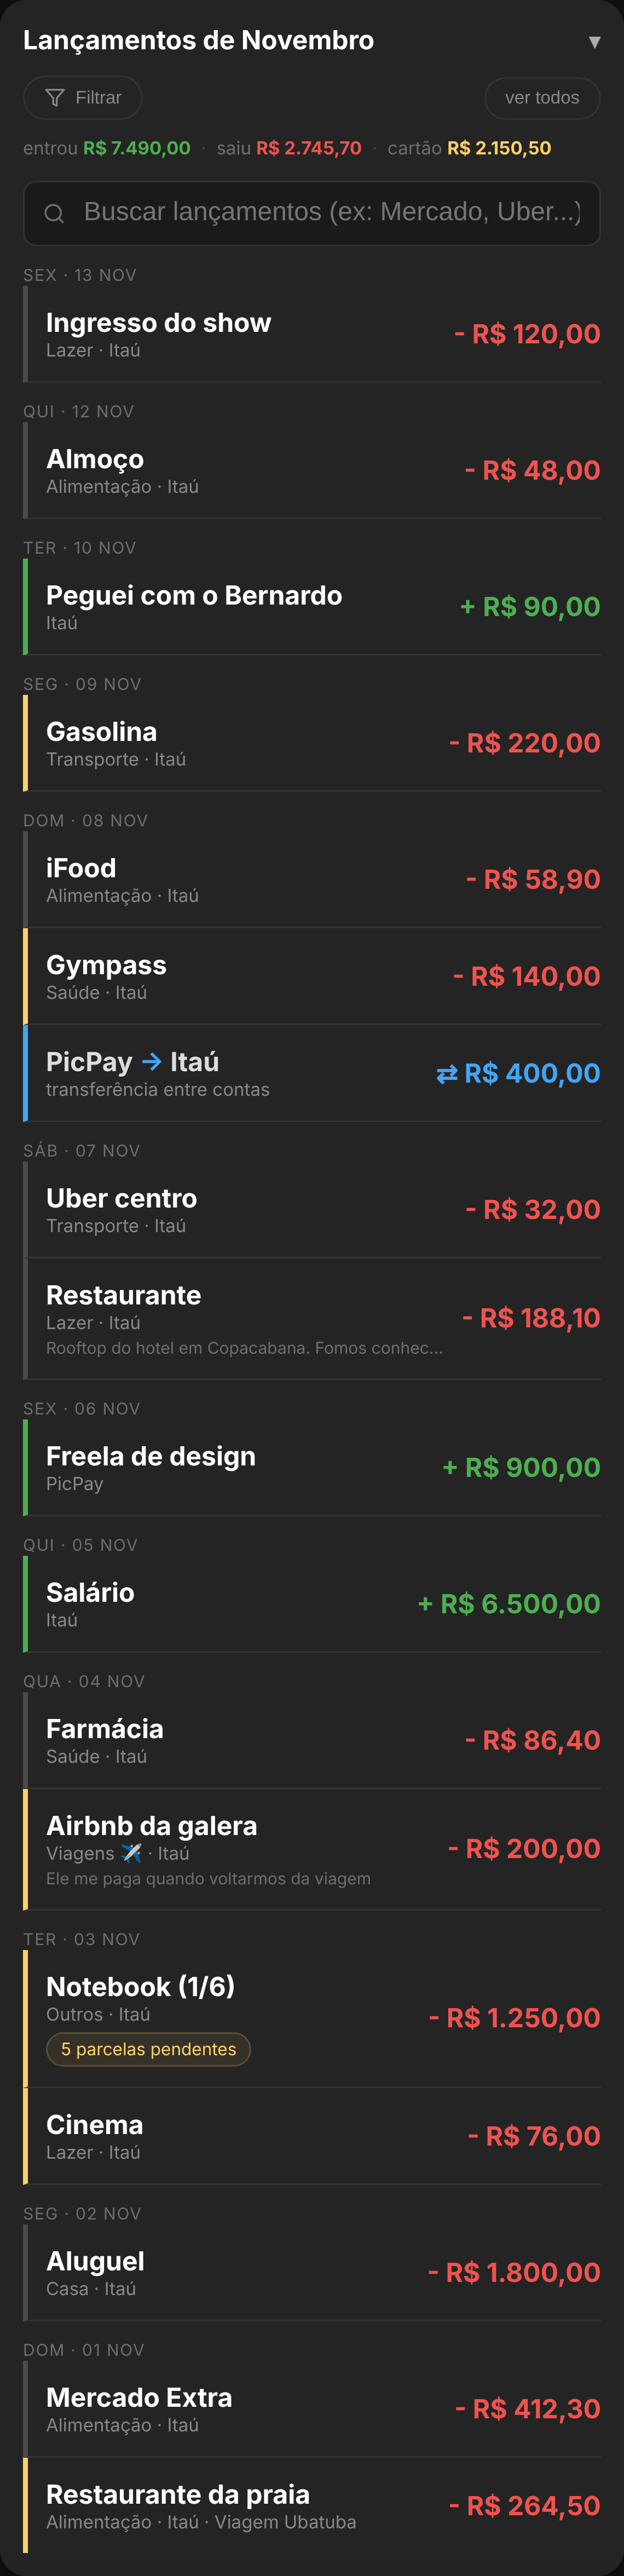 Lançamentos de Novembro ▾
Filtrar
ver todos
entrou R$ 7.490,00 · saiu R$ 2.745,70 · cartão R$ 2.150,50
Buscar lançamentos (ex: Mercado, Uber...)
SEX · 13 NOV
Ingresso do show
- R$ 120,00
Lazer · Itaú
QUI · 12 NOV
Almoço
- R$ 48,00
Alimentação · Itaú
TER · 10 NOV
Peguei com o Bernardo
+ R$ 90,00
Itaú
SEG · 09 NOV
Gasolina
- R$ 220,00
Transporte · Itaú
DOM · 08 NOV
iFood
- R$ 58,90
Alimentação · Itaú
Gympass
- R$ 140,00
Saúde · Itaú
PicPay → Itaú
⇄ R$ 400,00
transferência entre contas
SÁB · 07 NOV
Uber centro
- R$ 32,00
Transporte · Itaú
Restaurante
- R$ 188,10
Lazer · Itaú
Rooftop do hotel em Copacabana. Fomos conhec...
SEX · 06 NOV
Freela de design
+ R$ 900,00
PicPay
QUI · 05 NOV
Salário
+ R$ 6.500,00
Itaú
QUA · 04 NOV
Farmácia
- R$ 86,40
Saúde · Itaú
Airbnb da galera
- R$ 200,00
Viagens ✈️ · Itaú
Ele me paga quando voltarmos da viagem
TER · 03 NOV
Notebook (1/6)
- R$ 1.250,00
Outros · Itaú
5 parcelas pendentes
Cinema
- R$ 76,00
Lazer · Itaú
SEG · 02 NOV
Aluguel
- R$ 1.800,00
Casa · Itaú
DOM · 01 NOV
Mercado Extra
- R$ 412,30
Alimentação · Itaú
Restaurante da praia
- R$ 264,50
Alimentação · Itaú · Viagem Ubatuba